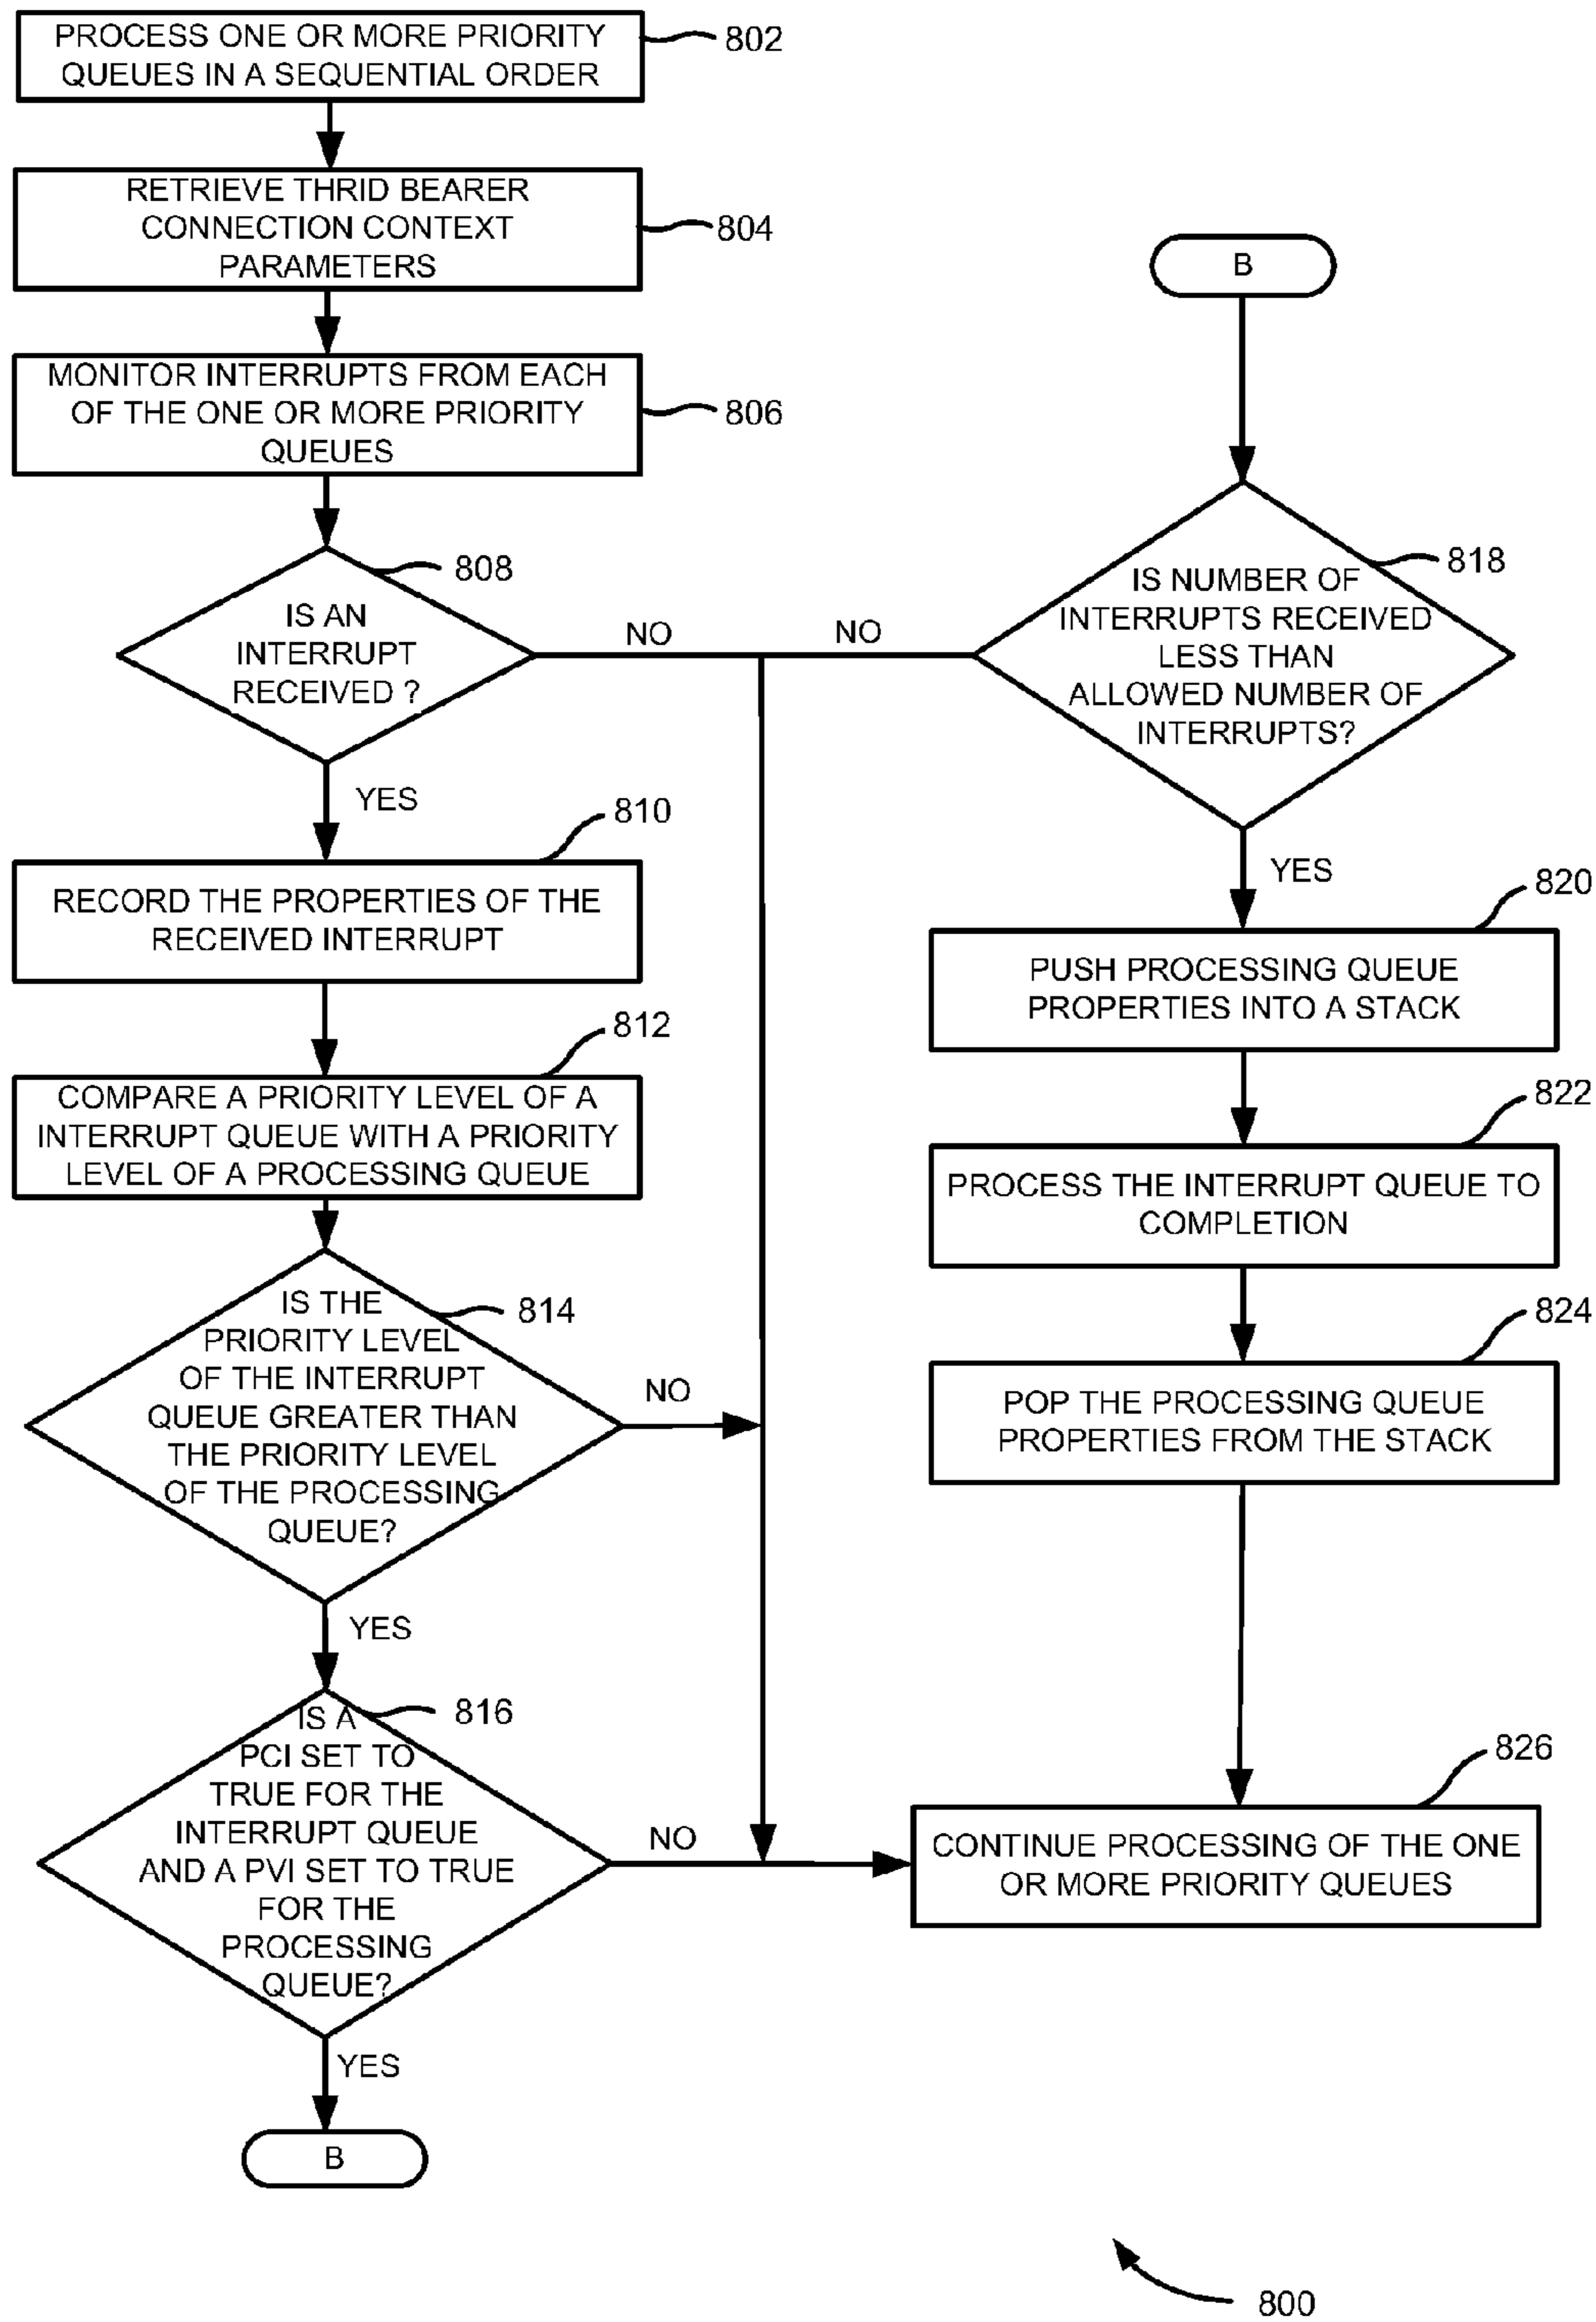 PROCESS ONE OR MORE PRIORITY
QUEUES IN A SEQUENTIAL ORDER
802
RETRIEVE THRID BEARER
CONNECTION CONTEXT
PARAMETERS
804
MONITOR INTERRUPTS FROM EACH
OF THE ONE OR MORE PRIORITY
QUEUES
806
808
IS AN
INTERRUPT
RECEIVED ?
NO
YES
810
RECORD THE PROPERTIES OF THE
RECEIVED INTERRUPT
812
COMPARE A PRIORITY LEVEL OF A
INTERRUPT QUEUE WITH A PRIORITY
LEVEL OF A PROCESSING QUEUE
814
IS THE
PRIORITY LEVEL
OF THE INTERRUPT
QUEUE GREATER THAN
THE PRIORITY LEVEL
OF THE PROCESSING
QUEUE?
NO
YES
816
IS A
PCI SET TO
TRUE FOR THE
INTERRUPT QUEUE
AND A PVI SET TO TRUE
FOR THE
PROCESSING
QUEUE?
NO
YES
B
B
818
IS NUMBER OF
INTERRUPTS RECEIVED
LESS THAN
ALLOWED NUMBER OF
INTERRUPTS?
NO
YES
820
PUSH PROCESSING QUEUE
PROPERTIES INTO A STACK
822
PROCESS THE INTERRUPT QUEUE TO
COMPLETION
824
POP THE PROCESSING QUEUE
PROPERTIES FROM THE STACK
826
CONTINUE PROCESSING OF THE ONE
OR MORE PRIORITY QUEUES
800